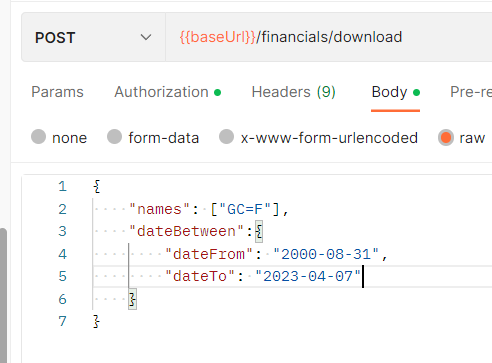 POST {{baseUrl}}/financials/download
Params Authorization Headers (9) Body Pre-re
none form-data x-www-form-urlencoded raw
1 {
2 "names": ["GC=F"],
3 "dateBetween":{
4 "dateFrom": "2000-08-31",
5 "dateTo": "2023-04-07"
6 }
7 }